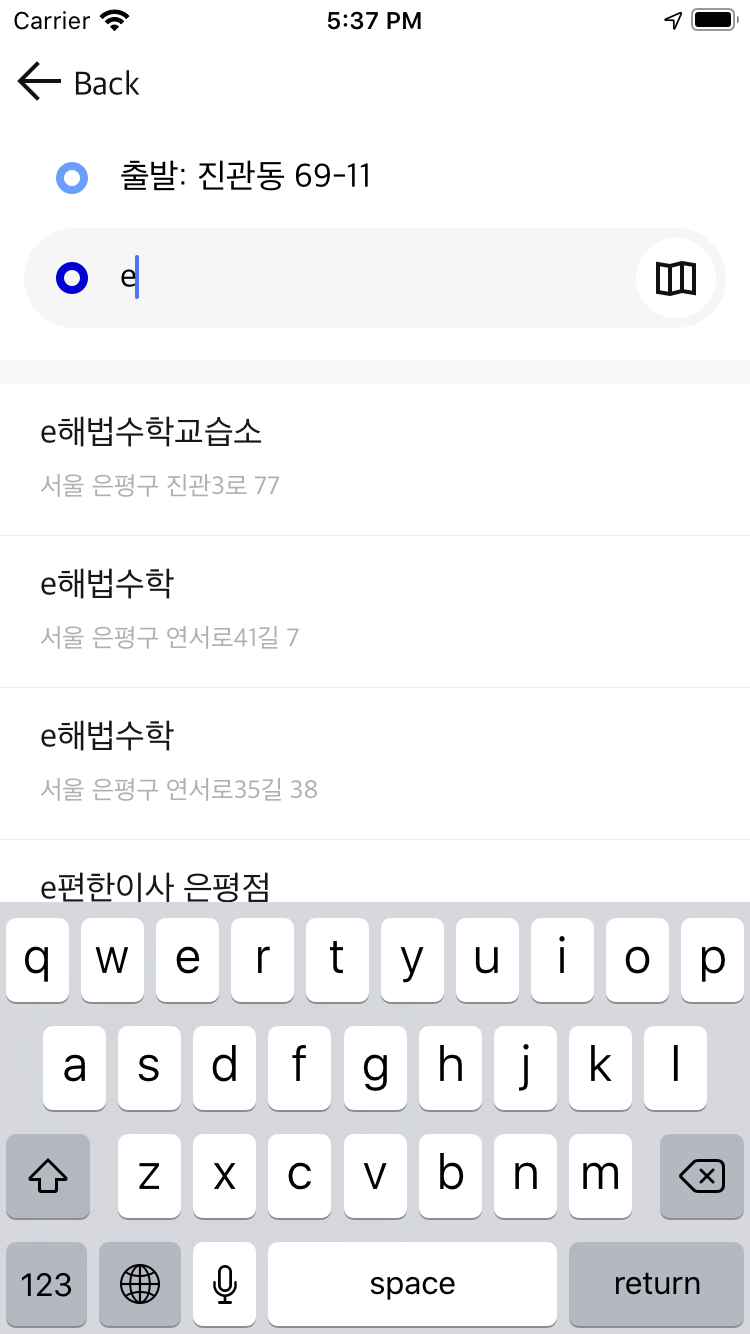 Carrier 5:37 PM
Back
출발: 진관동 69-11
e
e해법수학교습소
서울 은평구 진관3로 77
e해법수학
서울 은평구 연서로41길 7
e해법수학
서울 은평구 연서로35길 38
e편한이사 은평점
q w e r t y u i o p
a s d f g h j k l
z x c v b n m
123 space return